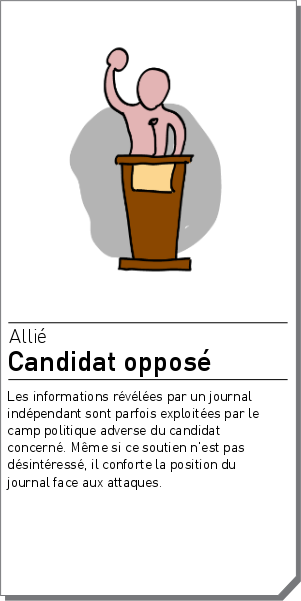 Allié
Candidat opposé
Les informations révélées par un journal
indépendant sont parfois exploitées par le
camp politique adverse du candidat
concerné. Même si ce soutien n'est pas
désintéressé, il conforte la position du
journal face aux attaques.